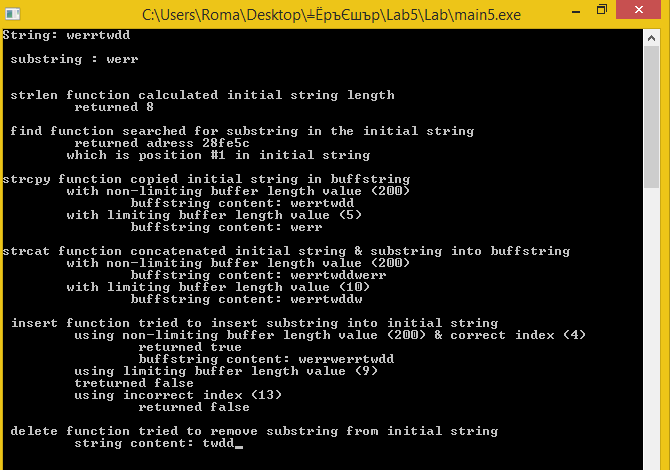 C:\Users\Roma\Desktop\╧ЁръЄшър\Lab5\Lab\main5.exe
String: werrtwdd
substring : werr
strlen function calculated initial string length
returned 8
find function searched for substring in the initial string
returned adress 28fe5c
which is position #1 in initial string
strcpy function copied initial string in buffstring
with non-limiting buffer length value (200)
buffstring content: werrtwdd
with limiting buffer length value (5)
buffstring content: werr
strcat function concatenated initial string & substring into buffstring
with non-limiting buffer length value (200)
buffstring content: werrtwddwerr
with limiting buffer length value (10)
buffstring content: werrtwddw
insert function tried to insert substring into initial string
using non-limiting buffer length value (200) & correct index (4)
returned true
buffstring content: werrwerrtwdd
using limiting buffer length value (9)
treturned false
using incorrect index (13)
returned false
delete function tried to remove substring from initial string
string content: twdd